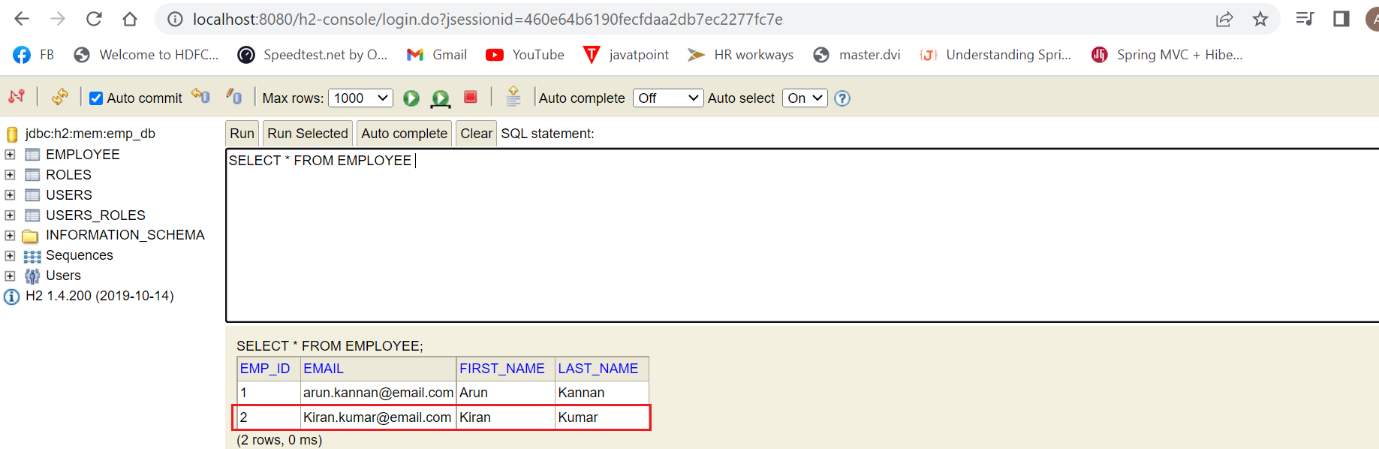 localhost:8080/h2-console/login.do?jsessionid=460e64b6190fecfdaa2db7ec2277fc7e
FB Welcome to HDFC... Speedtest.net by O... Gmail YouTube javatpoint HR workways master.dvi Understanding Spri... Spring MVC + Hibe...
Auto commit Max rows: 1000 Auto complete Off Auto select On
jdbc:h2:mem:emp_db
EMPLOYEE
ROLES
USERS
USERS_ROLES
INFORMATION_SCHEMA
Sequences
Users
H2 1.4.200 (2019-10-14)
Run Run Selected Auto complete Clear SQL statement:
SELECT * FROM EMPLOYEE
SELECT * FROM EMPLOYEE;
EMP_ID EMAIL FIRST_NAME LAST_NAME
1 arun.kannan@email.com Arun Kannan
2 Kiran.kumar@email.com Kiran Kumar
(2 rows, 0 ms)